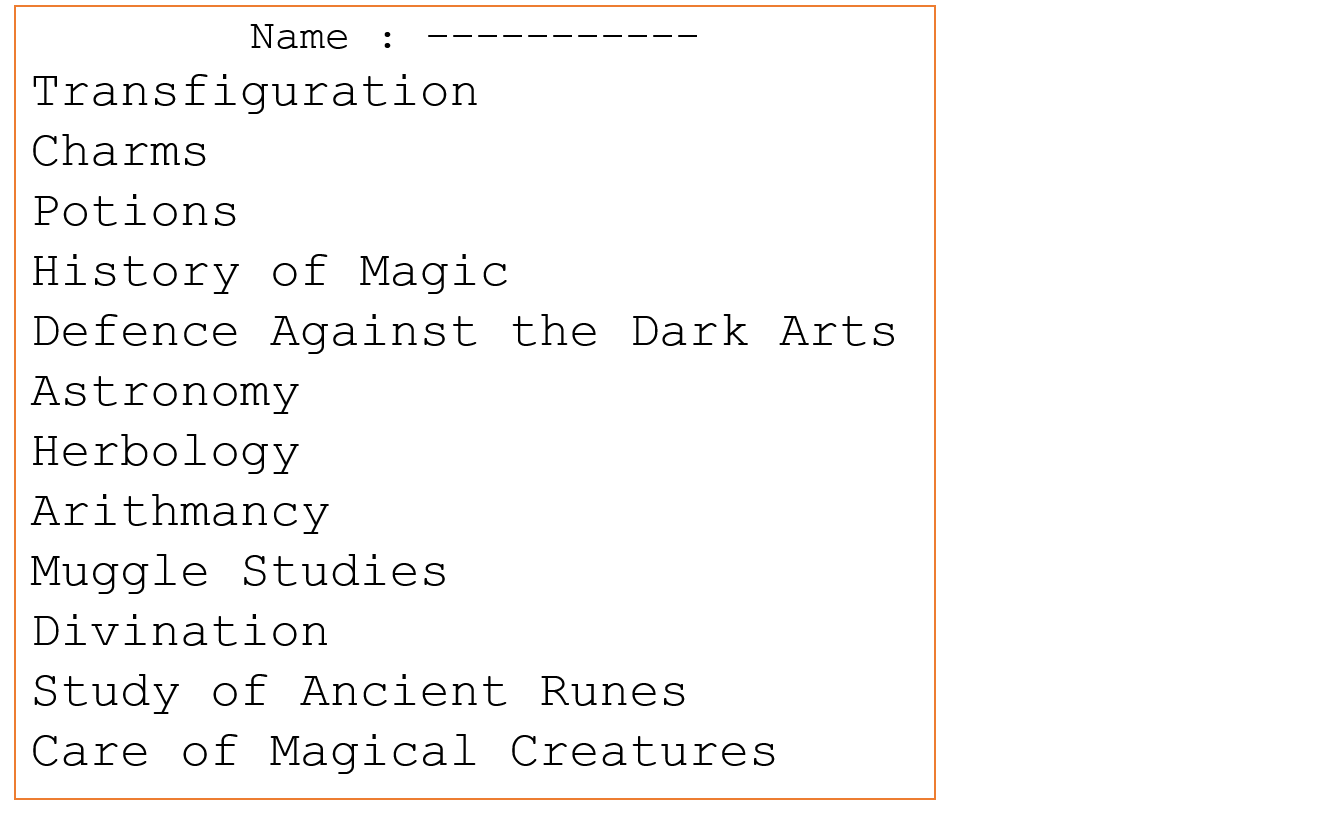 Name : -----------
Transfiguration
Charms
Potions
History of Magic
Defence Against the Dark Arts
Astronomy
Herbology
Arithmancy
Muggle Studies
Divination
Study of Ancient Runes
Care of Magical Creatures